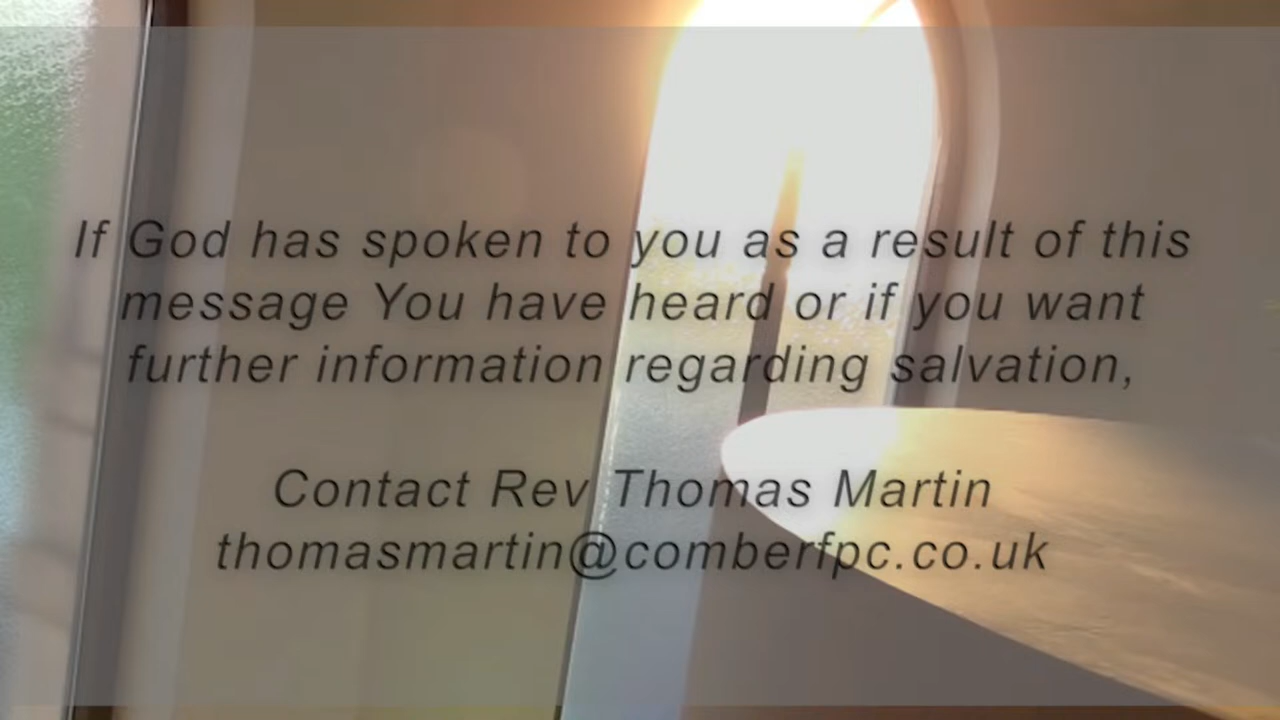 If God has spoken to you as a result of this
message You have heard or if you want
further information regarding salvation,
Contact Rev Thomas Martin
thomasmartin@comberfpc.co.uk